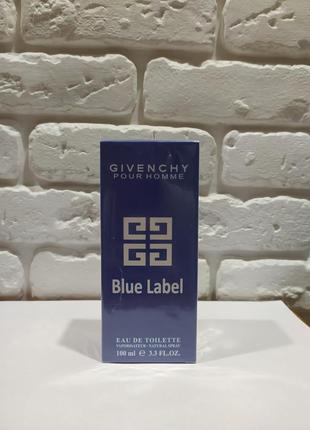 GIVENCHY
POUR HOMME
Blue Label
EAU DE TOILETTE
VAPORISATEUR - NATURAL SPRAY
100 ml ℮ 3.3 FL.OZ.